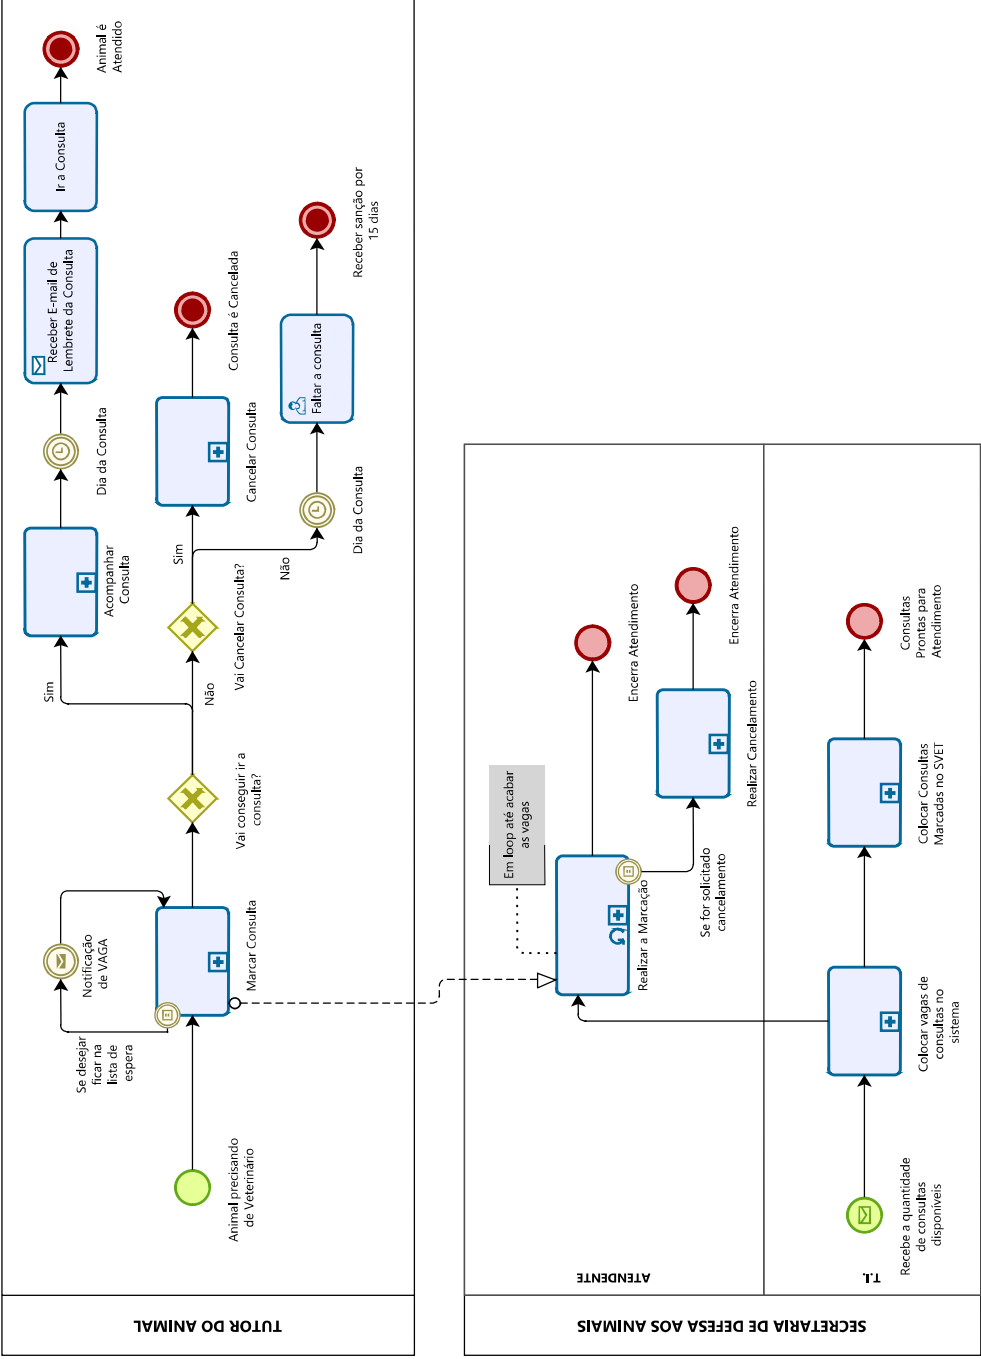 TUTOR DO ANIMAL
Animal precisando
de Veterinário
Se desejar
ficar na
lista de
espera
Notificação
de VAGA
Marcar Consulta
Vai conseguir ir a
consulta?
Sim
Não
Acompanhar
Consulta
Dia da Consulta
Receber E-mail de
Lembrete da Consulta
Ir a Consulta
Animal é
Atendido
Vai Cancelar Consulta?
Sim
Não
Cancelar Consulta
Consulta é Cancelada
Dia da Consulta
Faltar a consulta
Receber sanção por
15 dias
SECRETARIA DE DEFESA AOS ANIMAIS
ATENDENTE
Em loop até acabar
as vagas
Realizar a Marcação
Encerra Atendimento
Se for solicitado
cancelamento
Realizar Cancelamento
Encerra Atendimento
T.I.
Recebe a quantidade
de consultas
disponíveis
Colocar vagas de
consultas no
sistema
Colocar Consultas
Marcadas no SVET
Consultas
Prontas para
Atendimento